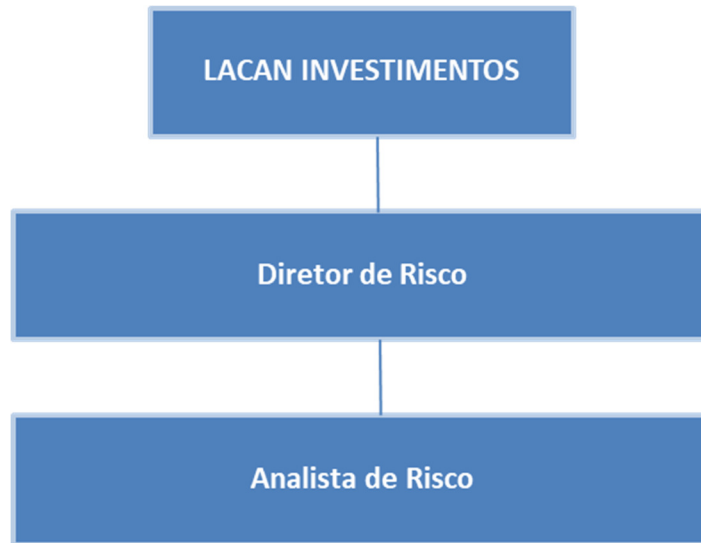 LACAN INVESTIMENTOS
Diretor de Risco
Analista de Risco